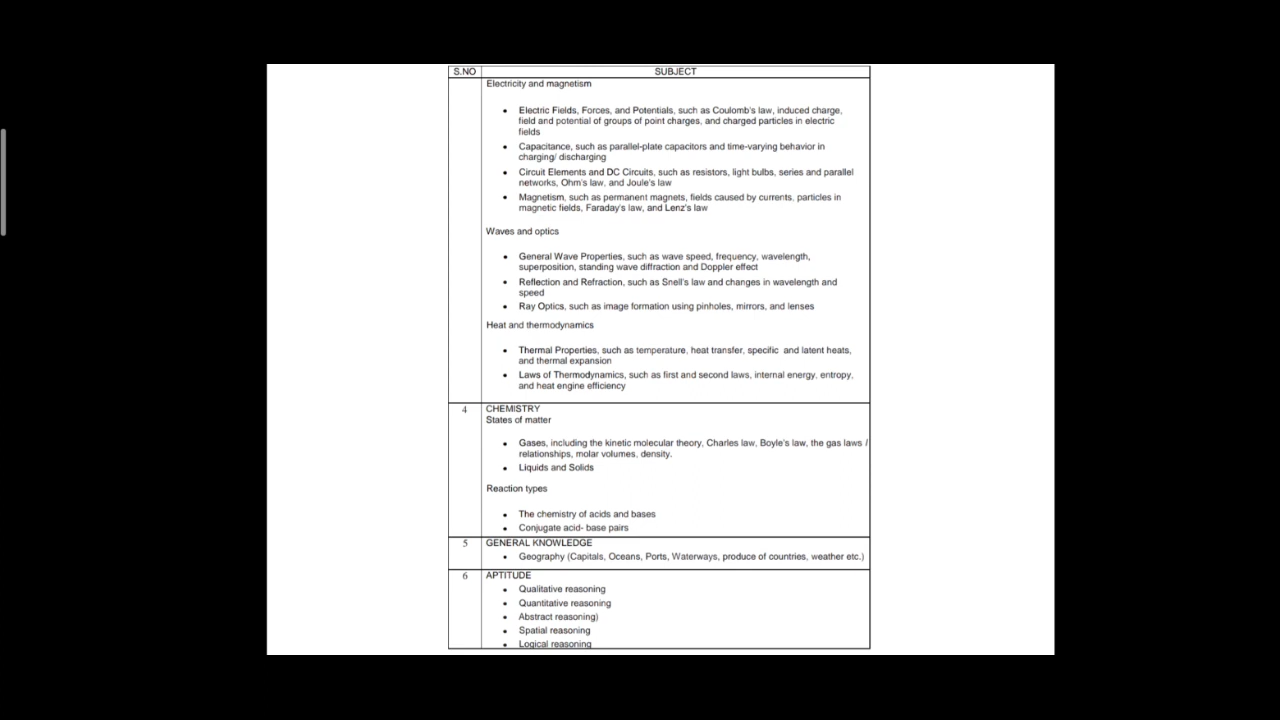 S.NO SUBJECT
Electricity and magnetism
• Electric Fields, Forces, and Potentials, such as Coulomb's law, induced charge,
field and potential of groups of point charges, and charged particles in electric
fields
• Capacitance, such as parallel-plate capacitors and time-varying behavior in
charging/ discharging
• Circuit Elements and DC Circuits, such as resistors, light bulbs, series and parallel
networks, Ohm's law, and Joule's law
• Magnetism, such as permanent magnets, fields caused by currents, particles in
magnetic fields, Faraday's law, and Lenz's law
Waves and optics
• General Wave Properties, such as wave speed, frequency, wavelength,
superposition, standing wave diffraction and Doppler effect
• Reflection and Refraction, such as Snell's law and changes in wavelength and
speed
• Ray Optics, such as image formation using pinholes, mirrors, and lenses
Heat and thermodynamics
• Thermal Properties, such as temperature, heat transfer, specific and latent heats,
and thermal expansion
• Laws of Thermodynamics, such as first and second laws, internal energy, entropy,
and heat engine efficiency
4 CHEMISTRY
States of matter
• Gases, including the kinetic molecular theory, Charles law, Boyle's law, the gas laws /
relationships, molar volumes, density.
• Liquids and Solids
Reaction types
• The chemistry of acids and bases
• Conjugate acid- base pairs
5 GENERAL KNOWLEDGE
• Geography (Capitals, Oceans, Ports, Waterways, produce of countries, weather etc.)
6 APTITUDE
• Qualitative reasoning
• Quantitative reasoning
• Abstract reasoning)
• Spatial reasoning
• Logical reasoning